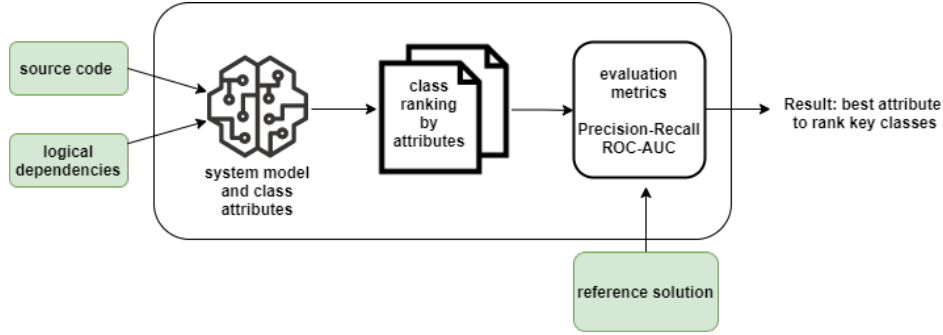 source code
logical
dependencies
system model
and class
attributes
class
ranking
by
attributes
evaluation
metrics
Precision-Recall
ROC-AUC
Result: best attribute
to rank key classes
reference solution